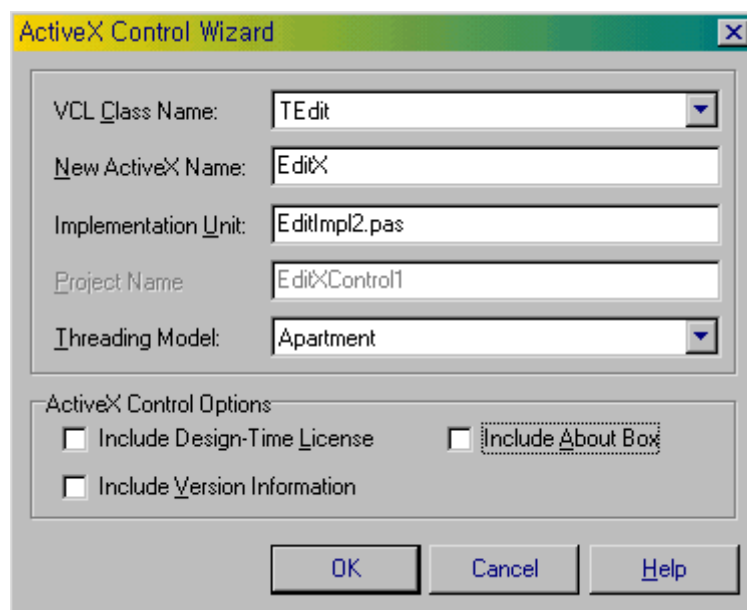 ActiveX Control Wizard
VCL Class Name: TEdit
New ActiveX Name: EditX
Implementation Unit: EditImpl2.pas
Project Name EditXControl1
Threading Model: Apartment
ActiveX Control Options
Include Design-Time License Include About Box
Include Version Information
OK Cancel Help